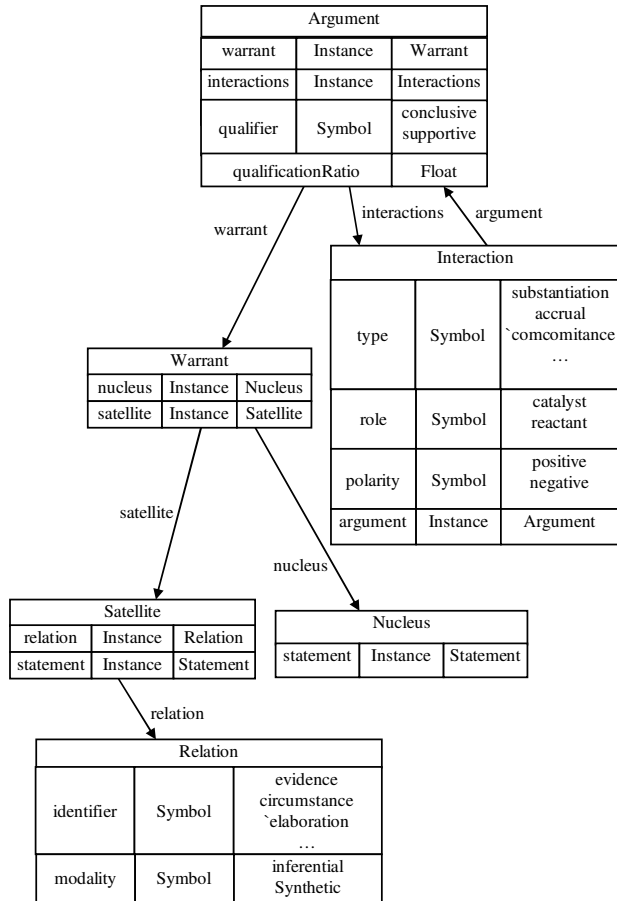 Argument
warrant Instance Warrant
interactions Instance Interactions
qualifier Symbol conclusive
supportive
qualificationRatio Float
warrant
interactions
argument
Interaction
type Symbol substantiation
accrual
`comcomitance
…
role Symbol catalyst
reactant
polarity Symbol positive
negative
argument Instance Argument
Warrant
nucleus Instance Nucleus
satellite Instance Satellite
satellite
nucleus
Satellite
relation Instance Relation
statement Instance Statement
Nucleus
statement Instance Statement
relation
Relation
identifier Symbol evidence
circumstance
`elaboration
…
modality Symbol inferential
Synthetic